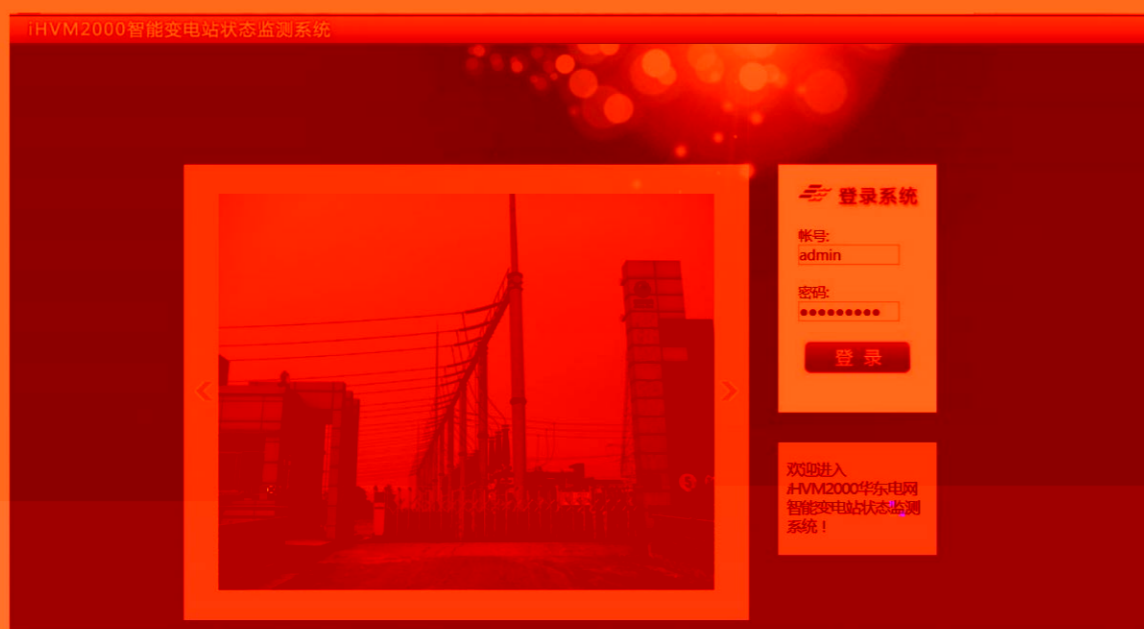 iHVM2000智能变电站状态监测系统
登录系统
帐号:
admin
密码:
●●●●●●●●●
登 录
欢迎进入
iHVM2000华东电网
智能变电站状态监测
系统！